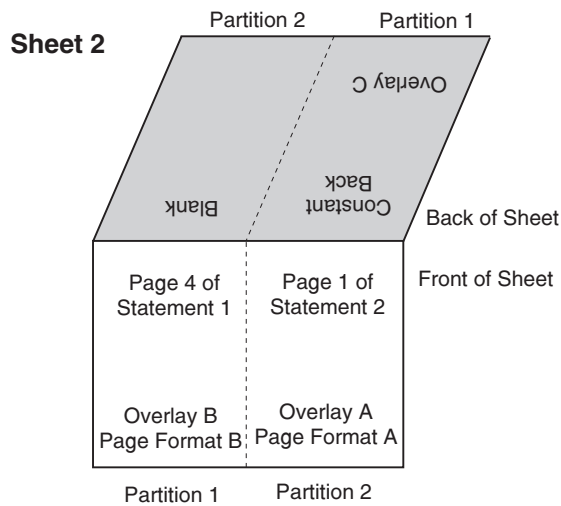 Partition 2 Partition 1
Sheet 2
Overlay C
Constant
Back
Blank
Back of Sheet
Front of Sheet
Page 4 of
Statement 1
Page 1 of
Statement 2
Overlay B
Page Format B
Overlay A
Page Format A
Partition 1 Partition 2